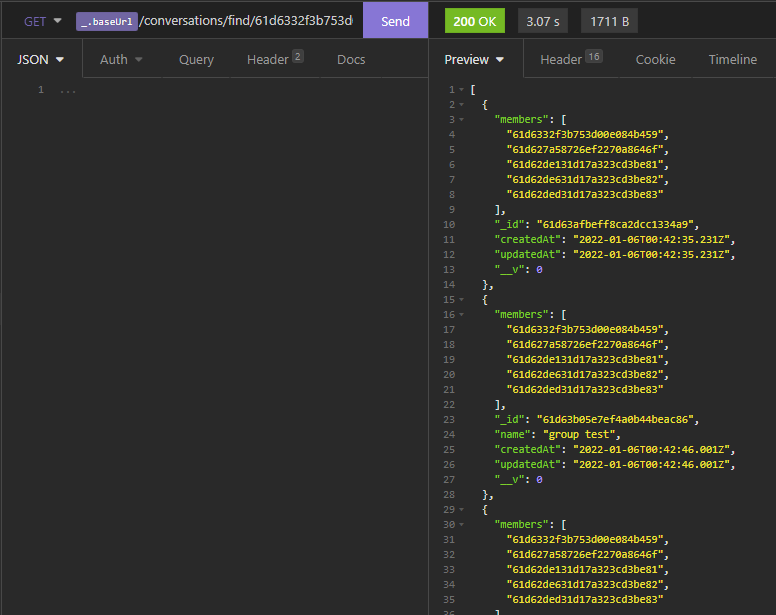 GET _.baseUrl /conversations/find/61d6332f3b753d Send 200 OK 3.07 s 1711 B
JSON Auth Query Header 2 Docs Preview Header 16 Cookie Timeline
1 ...
1 [
2 {
3 "members": [
4 "61d6332f3b753d00e084b459",
5 "61d627a58726ef2270a8646f",
6 "61d62de131d17a323cd3be81",
7 "61d62de631d17a323cd3be82",
8 "61d62ded31d17a323cd3be83"
9 ],
10 "_id": "61d63afbeff8ca2dcc1334a9",
11 "createdAt": "2022-01-06T00:42:35.231Z",
12 "updatedAt": "2022-01-06T00:42:35.231Z",
13 "__v": 0
14 },
15 {
16 "members": [
17 "61d6332f3b753d00e084b459",
18 "61d627a58726ef2270a8646f",
19 "61d62de131d17a323cd3be81",
20 "61d62de631d17a323cd3be82",
21 "61d62ded31d17a323cd3be83"
22 ],
23 "_id": "61d63b05e7ef4a0b44beac86",
24 "name": "group test",
25 "createdAt": "2022-01-06T00:42:46.001Z",
26 "updatedAt": "2022-01-06T00:42:46.001Z",
27 "__v": 0
28 },
29 {
30 "members": [
31 "61d6332f3b753d00e084b459",
32 "61d627a58726ef2270a8646f",
33 "61d62de131d17a323cd3be81",
34 "61d62de631d17a323cd3be82",
35 "61d62ded31d17a323cd3be83"
36 ]